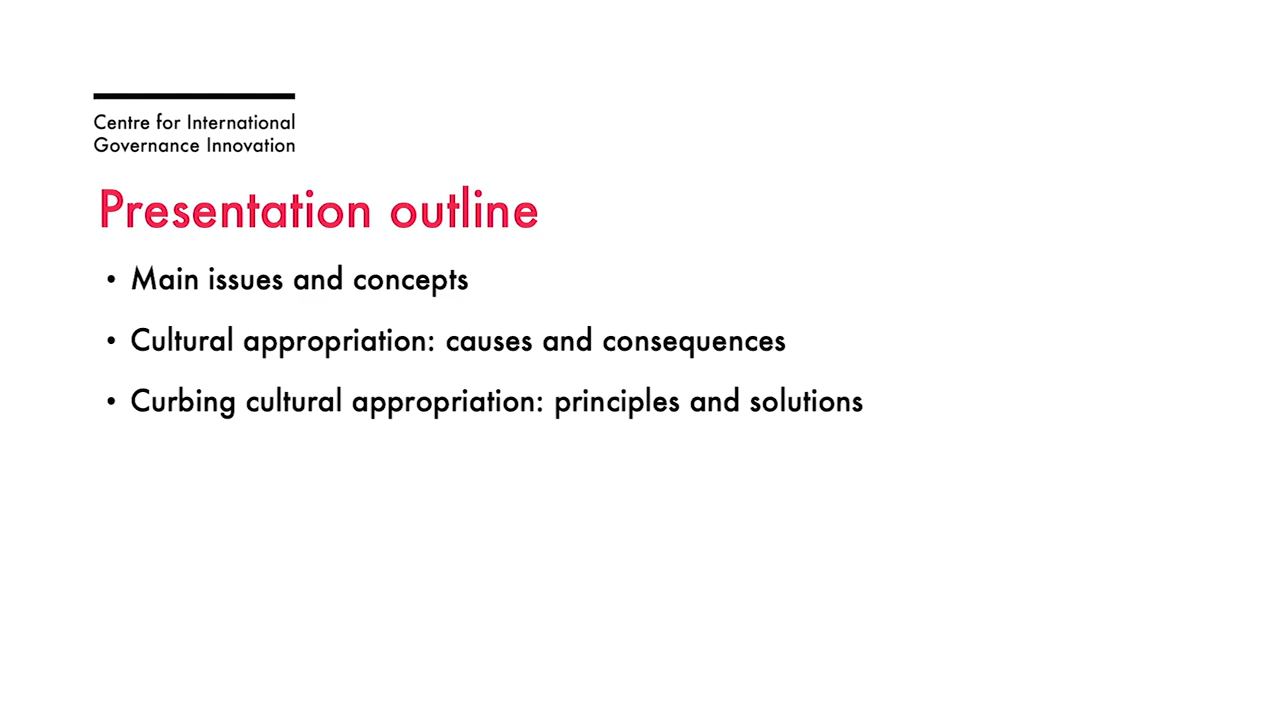 Centre for International
Governance Innovation
Presentation outline
• Main issues and concepts
• Cultural appropriation: causes and consequences
• Curbing cultural appropriation: principles and solutions